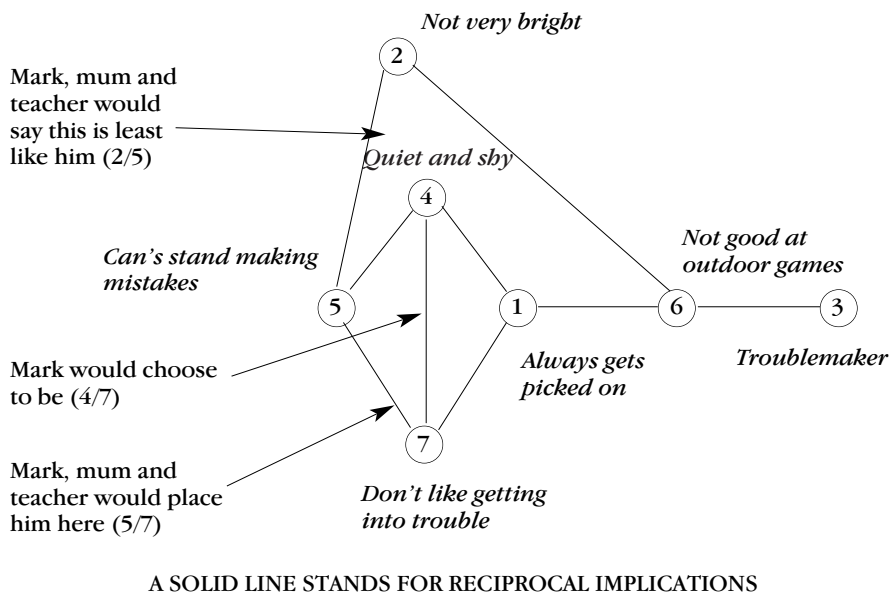 Not very bright
2
Mark, mum and
teacher would
say this is least
like him (2/5)
Quiet and shy
4
Can's stand making
mistakes
Not good at
outdoor games
5
1
6
3
Mark would choose
to be (4/7)
Always gets
picked on
Troublemaker
7
Mark, mum and
teacher would place
him here (5/7)
Don't like getting
into trouble
A SOLID LINE STANDS FOR RECIPROCAL IMPLICATIONS